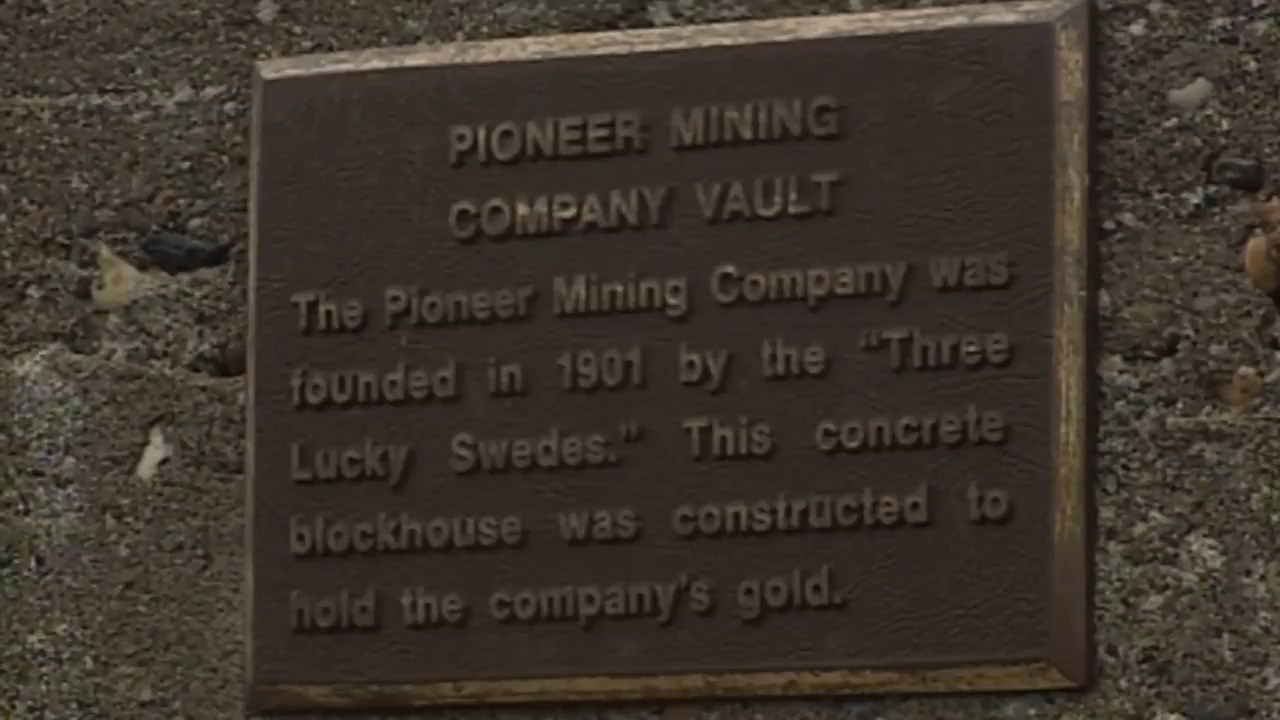 PIONEER MINING
COMPANY VAULT
The Pioneer Mining Company was
founded in 1901 by the “Three
Lucky Swedes.” This concrete
blockhouse was constructed to
hold the company's gold.